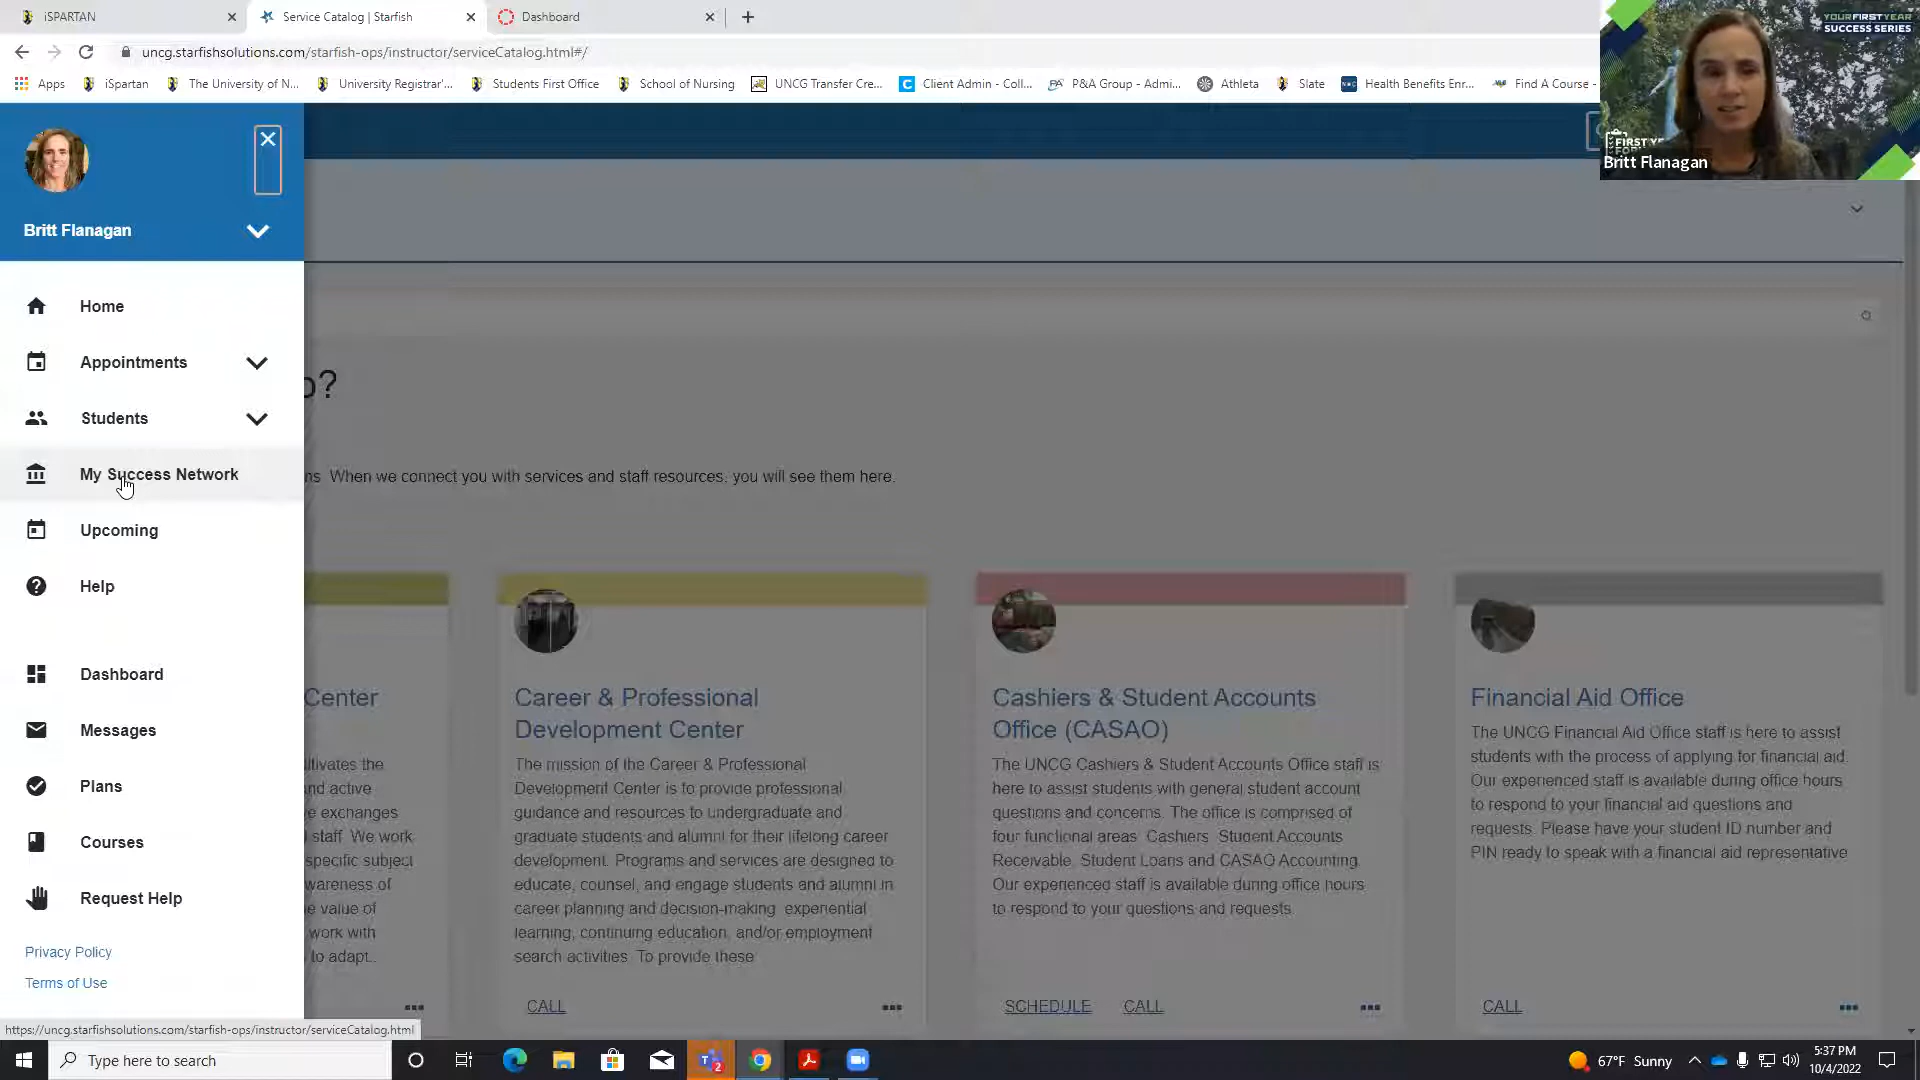 iSPARTAN
Service Catalog | Starfish
Dashboard
uncg.starfishsolutions.com/starfish-ops/instructor/serviceCatalog.html#/
Apps
iSpartan
The University of N...
University Registrar'...
Students First Office
School of Nursing
UNCG Transfer Cre...
Client Admin - Coll...
P&A Group - Admi...
Athleta
Slate
Health Benefits Enr...
Find A Course -
YOUR FIRST YEAR
SUCCESS SERIES
Britt Flanagan
Britt Flanagan
Home
Appointments
Students
My Success Network
Upcoming
Help
Dashboard
Messages
Plans
Courses
Request Help
Privacy Policy
Terms of Use
https://uncg.starfishsolutions.com/starfish-ops/instructor/serviceCatalog.html
When we connect you with services and staff resources, you will see them here.
Center
and active
exchanges
staff. We work
specific subject
value of
work with
to adapt..
Career & Professional
Development Center
The mission of the Career & Professional
Development Center is to provide professional
guidance and resources to undergraduate and
graduate students and alumni for their lifelong career
development. Programs and services are designed to
educate, counsel, and engage students and alumni in
career planning and decision-making experiential
learning, continuing education, and/or employment
search activities. To provide these
CALL
Cashiers & Student Accounts
Office (CASAO)
The UNCG Cashiers & Student Accounts Office staff is
here to assist students with general student account
questions and concerns. The office is comprised of
four functional areas: Cashiers, Student Accounts
Receivable, Student Loans and CASAO Accounting.
Our experienced staff is available during office hours
to respond to your questions and requests.
SCHEDULE
CALL
Financial Aid Office
The UNCG Financial Aid Office staff is here to assist
students with the process of applying for financial aid.
Our experienced staff is available during office hours
to respond to your financial aid questions and
requests. Please have your student ID number and
PIN ready to speak with a financial aid representative
CALL
Type here to search
2
67°F Sunny
5:37 PM
10/4/2022